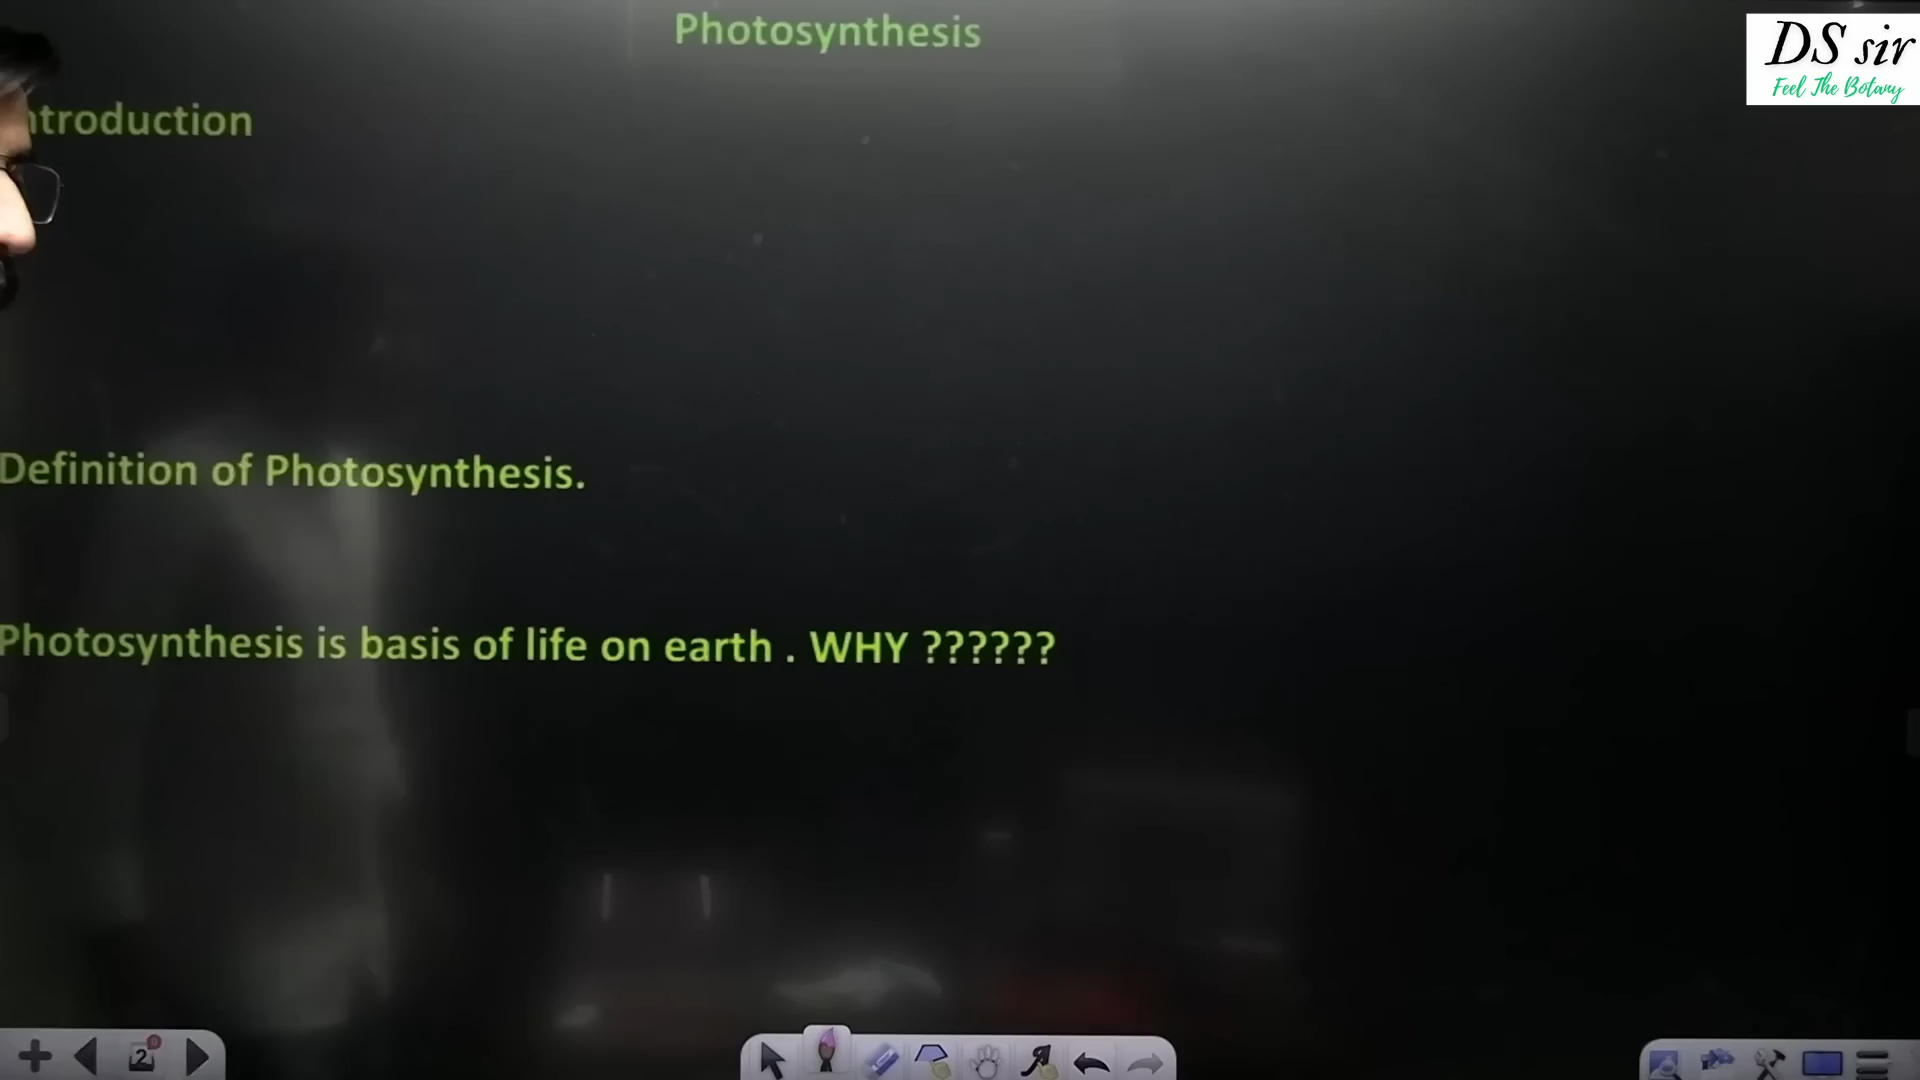 Photosynthesis
DS sir
Feel The Botany
ntroduction
Definition of Photosynthesis.
Photosynthesis is basis of life on earth . WHY ??????
2